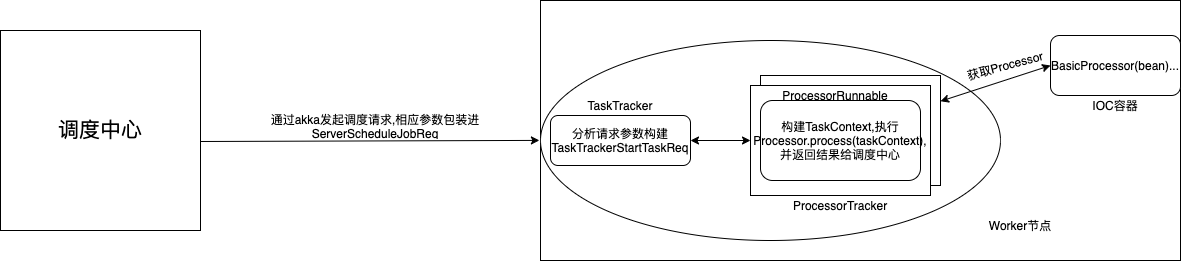 调度中心
通过akka发起调度请求,相应参数包装进
ServerScheduleJobReq
TaskTracker
分析请求参数构建
TaskTrackerStartTaskReq
ProcessorRunnable
构建TaskContext,执行
Processor.process(taskContext),
并返回结果给调度中心
ProcessorTracker
获取Processor
BasicProcessor(bean)...
IOC容器
Worker节点